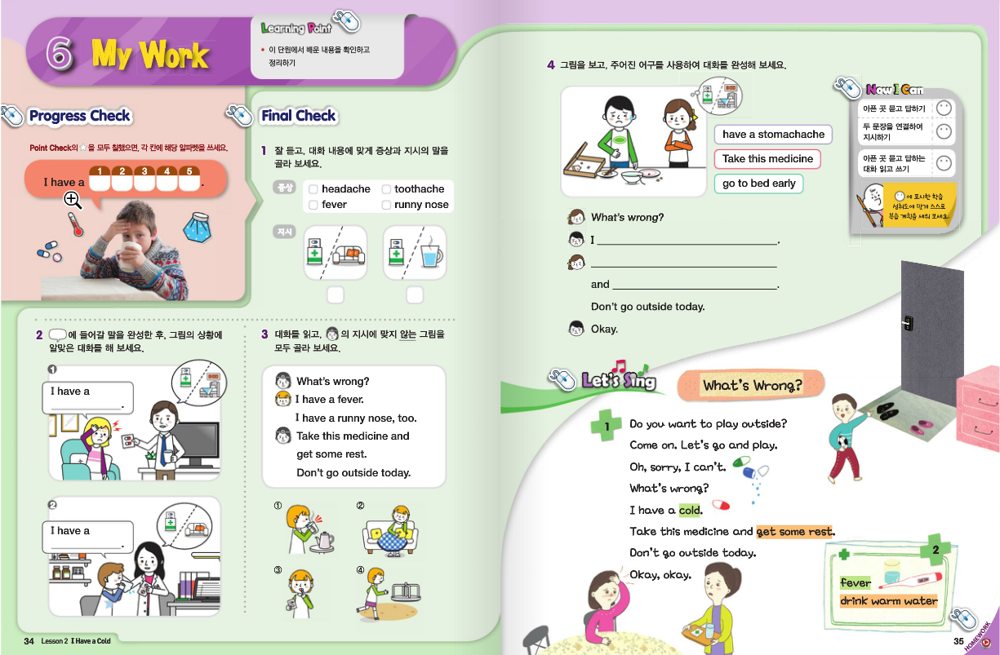 6 My Work
Learning Point
• 이 단원에서 배운 내용을 확인하고
정리하기
Progress Check
Point Check의 ☆을 모두 칠했으면, 각 칸에 해당 알파벳을 쓰세요.
1 2 3 4 5
I have a .
Final Check
1 잘 듣고, 대화 내용에 맞게 증상과 지시의 말을
골라 보세요.
증상
headache toothache
fever runny nose
지시
2 에 들어갈 말을 완성한 후, 그림의 상황에
알맞은 대화를 해 보세요.
1
I have a
.
2
I have a
.
3 대화를 읽고, 의 지시에 맞지 않는 그림을
모두 골라 보세요.
What's wrong?
I have a fever.
I have a runny nose, too.
Take this medicine and
get some rest.
Don't go outside today.
① ②
③ ④
34 Lesson 2 I Have a Cold
4 그림을 보고, 주어진 어구를 사용하여 대화를 완성해 보세요.
have a stomachache
Take this medicine
go to bed early
What's wrong?
I .
and .
Don't go outside today.
Okay.
Now I Can
아픈 곳 묻고 답하기
두 문장을 연결하여
지시하기
아픈 곳 묻고 답하는
대화 읽고 쓰기
에 표시한 학습
성취도에 맞게 스스로
복습 계획을 세워 보세요.
Let's Sing
What's Wrong?
1
Do you want to play outside?
Come on. Let's go and play.
Oh, sorry, I can't.
What's wrong?
I have a cold.
Take this medicine and get some rest.
Don't go outside today.
Okay, okay.
2
fever
drink warm water
35
HOMEWORK